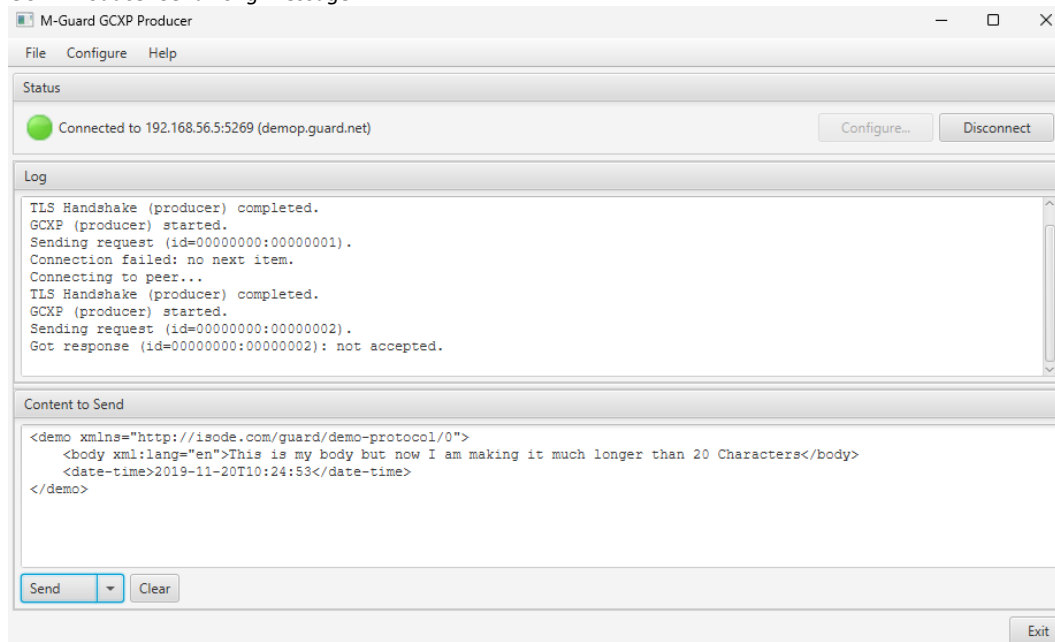 M-Guard GCXP Producer
File Configure Help
Status
Connected to 192.168.56.5:5269 (demop.guard.net)
Configure... Disconnect
Log
TLS Handshake (producer) completed.
GCXP (producer) started.
Sending request (id=00000000:00000001).
Connection failed: no next item.
Connecting to peer...
TLS Handshake (producer) completed.
GCXP (producer) started.
Sending request (id=00000000:00000002).
Got response (id=00000000:00000002): not accepted.
Content to Send
<demo xmlns="http://isode.com/guard/demo-protocol/0">
    <body xml:lang="en">This is my body but now I am making it much longer than 20 Characters</body>
    <date-time>2019-11-20T10:24:53</date-time>
</demo>
Send Clear
Exit